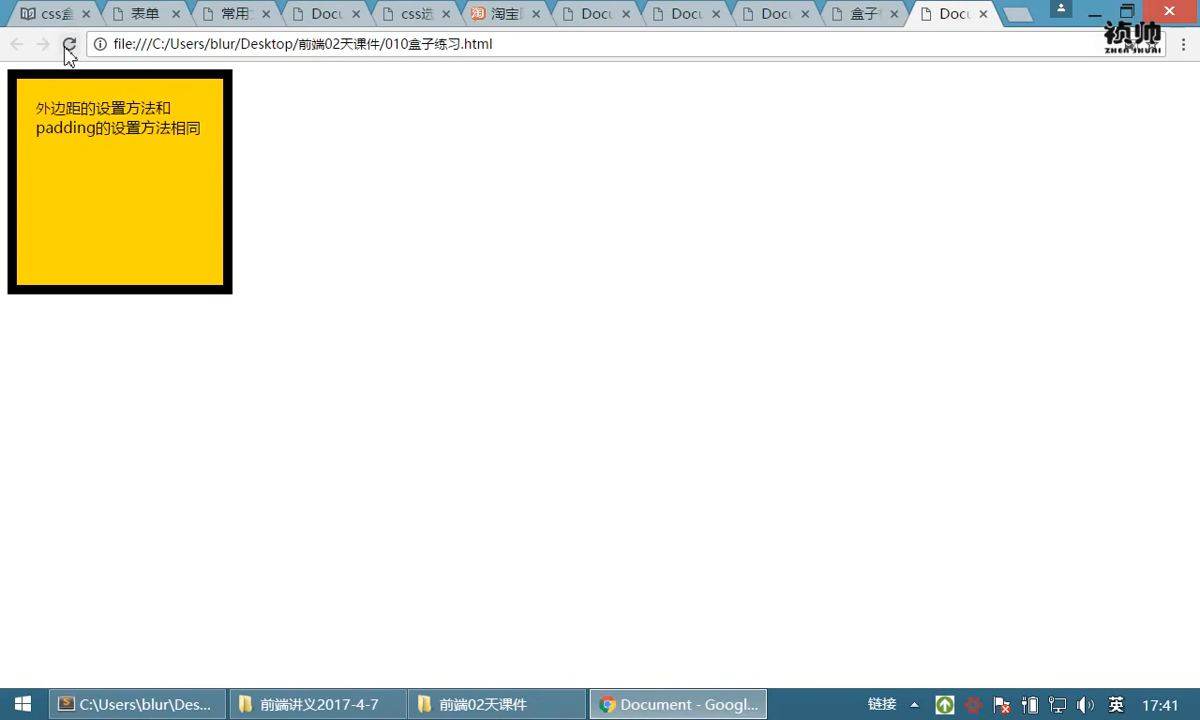 css盒
表单
常用
Docu
css选
淘宝
Docu
Docu
Docu
盒子
Docu
祯帅
ZHEN SHUAI
file:///C:/Users/blur/Desktop/前端02天课件/010盒子练习.html
外边距的设置方法和
padding的设置方法相同
C:\Users\blur\Des...
前端讲义2017-4-7
前端02天课件
Document - Googl...
链接
英
17:41